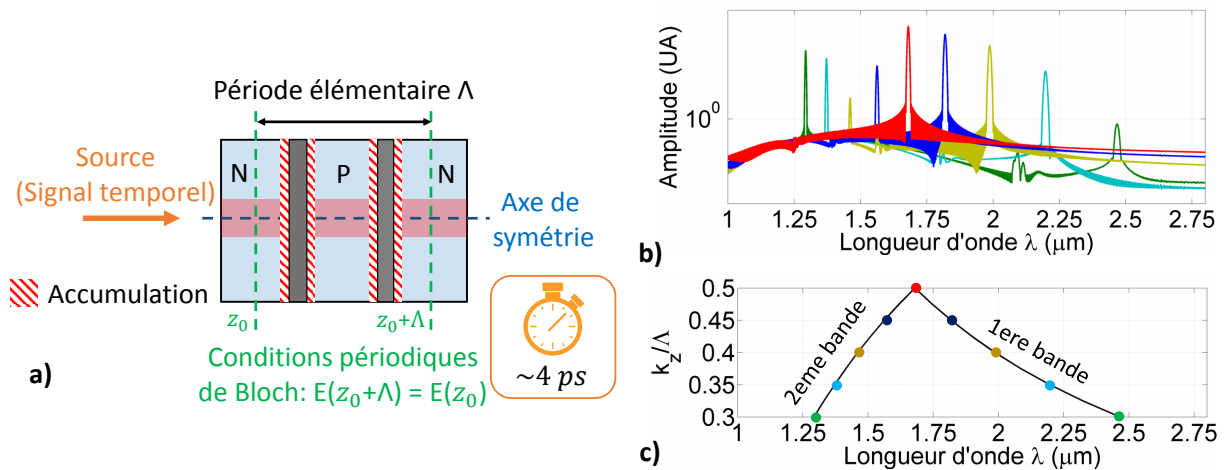 Période élémentaire Λ
Source
(Signal temporel)
N
P
N
Axe de
symétrie
Accumulation
z₀
z₀+Λ
Conditions périodiques
de Bloch: E(z₀+Λ) = E(z₀)
~4 ps
a)
Amplitude (UA)
10⁰
1
1.25
1.5
1.75
2
2.25
2.5
2.75
Longueur d'onde λ (μm)
b)
k_z/Λ
0.5
0.45
0.4
0.35
0.3
2eme bande
1ere bande
1
1.25
1.5
1.75
2
2.25
2.5
2.75
Longueur d'onde λ (μm)
c)